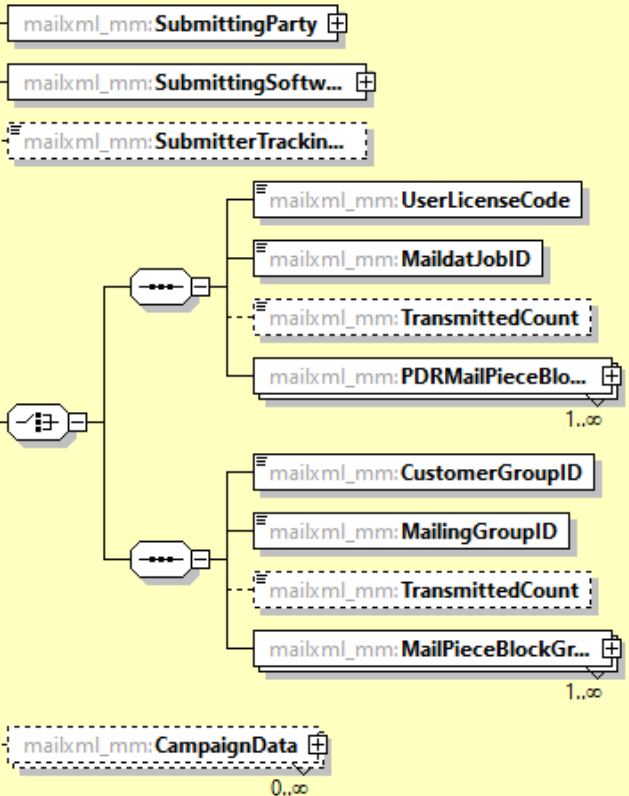 mailxml_mm:SubmittingParty
mailxml_mm:SubmittingSoftw...
mailxml_mm:SubmitterTrackin...
mailxml_mm:UserLicenseCode
mailxml_mm:MaildatJobID
mailxml_mm:TransmittedCount
mailxml_mm:PDRMailPieceBlo...
1..∞
mailxml_mm:CustomerGroupID
mailxml_mm:MailingGroupID
mailxml_mm:TransmittedCount
mailxml_mm:MailPieceBlockGr...
1..∞
mailxml_mm:CampaignData
0..∞